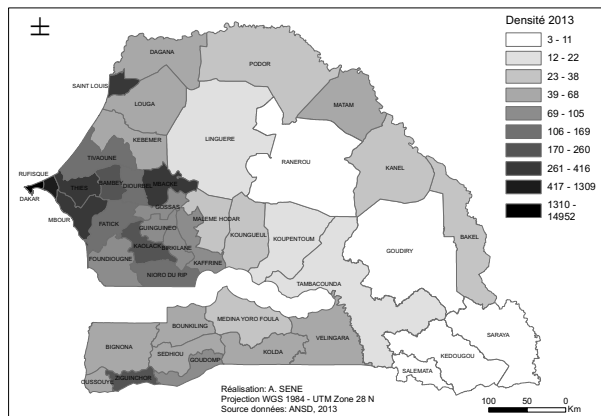 Densité 2013
3 - 11
12 - 22
23 - 38
39 - 68
69 - 105
106 - 169
170 - 260
261 - 416
417 - 1309
1310 -
14952
DAGANA
PODOR
SAINT LOUIS
LOUGA
MATAM
LINGUERE
KEBEMER
RANEROU
KANEL
TIVAOUNE
RUFISQUE
THIES
BAMBEY
DIOURBEL
MBACKE
DAKAR
MBOUR
GOSSAS
MALEME HODAR
FATICK
GUINGUINEO
KOUNGUEUL
KOUPENTOUM
BAKEL
KAOLACK
BIRKILANE
GOUDIRY
FOUNDIOUGNE
KAFFRINE
NIORO DU RIP
TAMBACOUNDA
MEDINA YORO FOULA
BOUNKILING
VELINGARA
SARAYA
BIGNONA
SEDHIOU
KOLDA
KEDOUGOU
GOUDOMP
SALEMATA
OUSSOUYE
ZIGUINCHOR
Réalisation: A. SENE
Projection WGS 1984 - UTM Zone 28 N
Source données: ANSD, 2013
100 50 0
Km